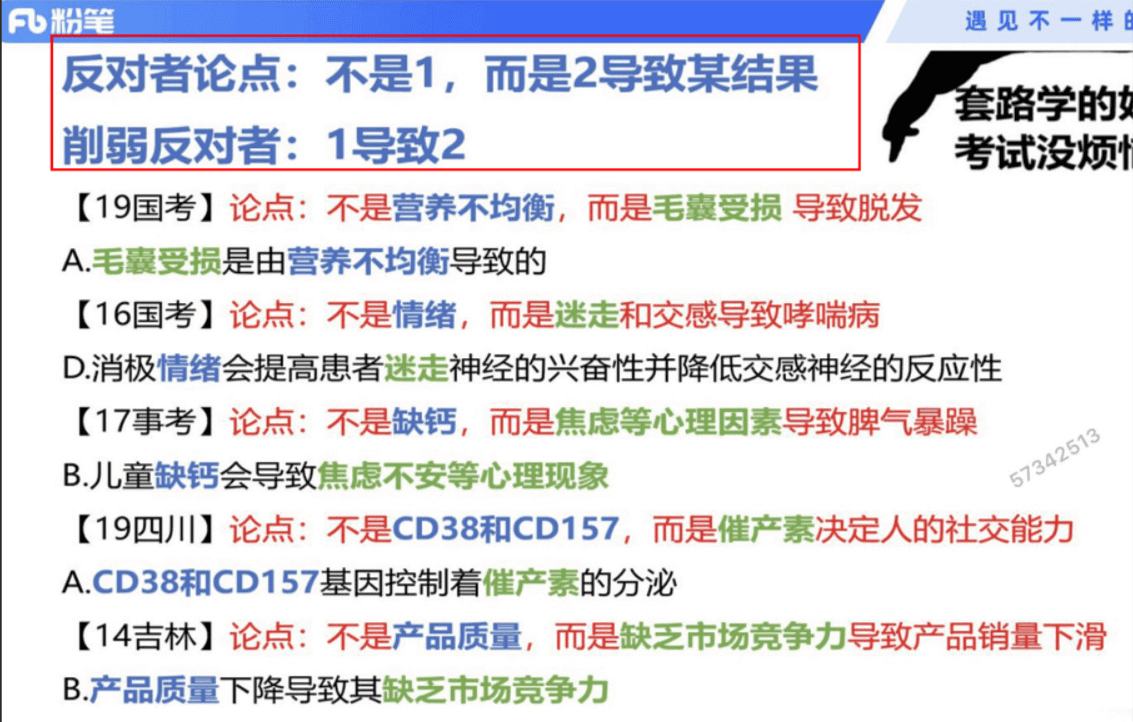 粉笔
遇见不一样的
反对者论点：不是1，而是2导致某结果
削弱反对者：1导致2
套路学的好
考试没烦恼
【19国考】论点：不是营养不均衡，而是毛囊受损 导致脱发
A.毛囊受损是由营养不均衡导致的
【16国考】论点：不是情绪，而是迷走和交感导致哮喘病
D.消极情绪会提高患者迷走神经的兴奋性并降低交感神经的反应性
【17事考】论点：不是缺钙，而是焦虑等心理因素导致脾气暴躁
B.儿童缺钙会导致焦虑不安等心理现象
57342513
【19四川】论点：不是CD38和CD157，而是催产素决定人的社交能力
A.CD38和CD157基因控制着催产素的分泌
【14吉林】论点：不是产品质量，而是缺乏市场竞争力导致产品销量下滑
B.产品质量下降导致其缺乏市场竞争力